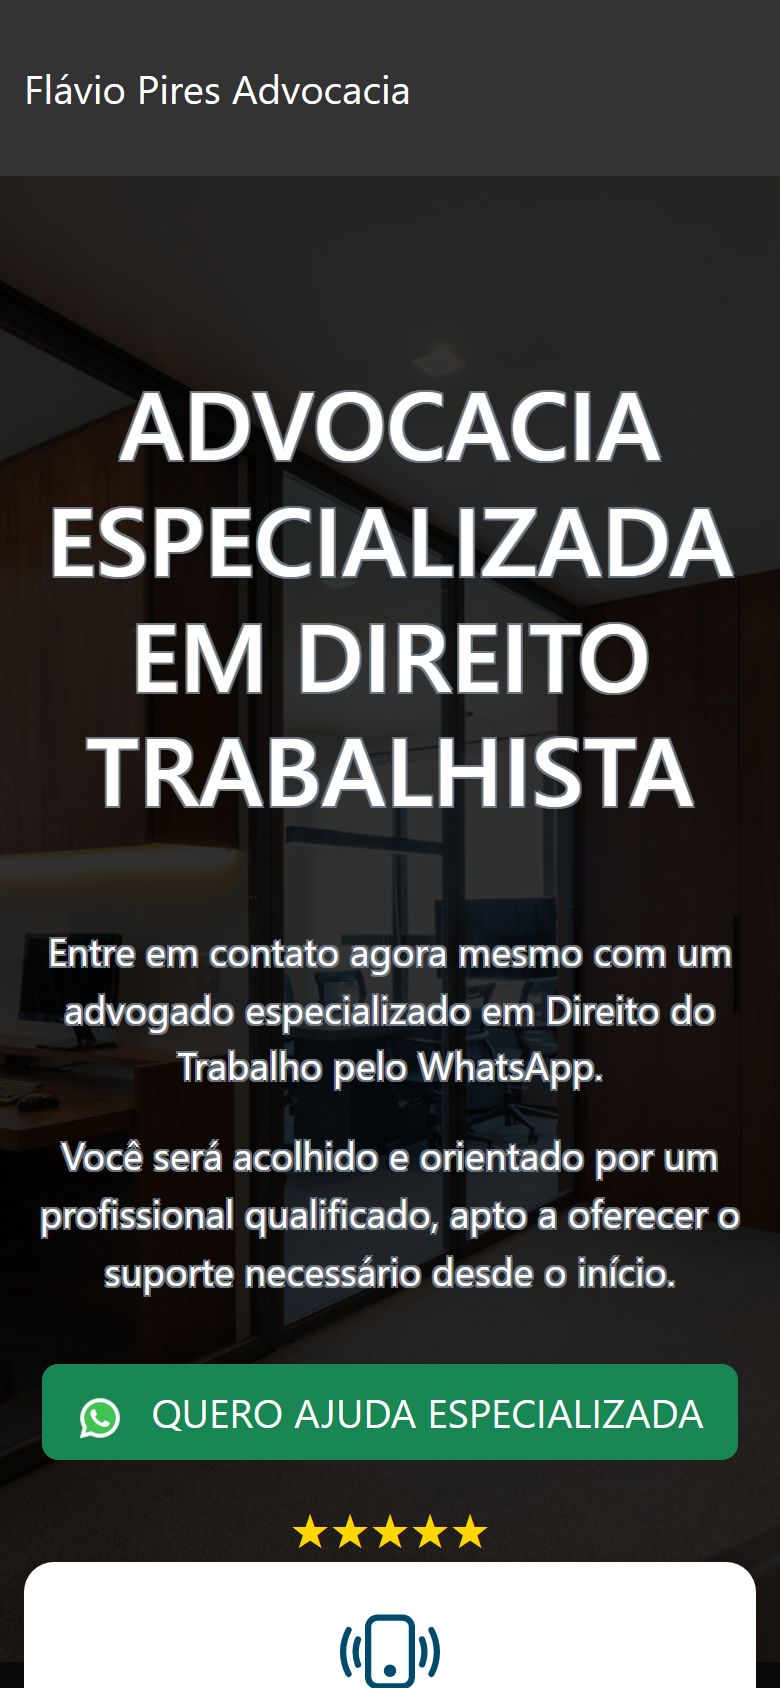 Flávio Pires Advocacia
ADVOCACIA
ESPECIALIZADA
EM DIREITO
TRABALHISTA
Entre em contato agora mesmo com um
advogado especializado em Direito do
Trabalho pelo WhatsApp.
Você será acolhido e orientado por um
profissional qualificado, apto a oferecer o
suporte necessário desde o início.
QUERO AJUDA ESPECIALIZADA